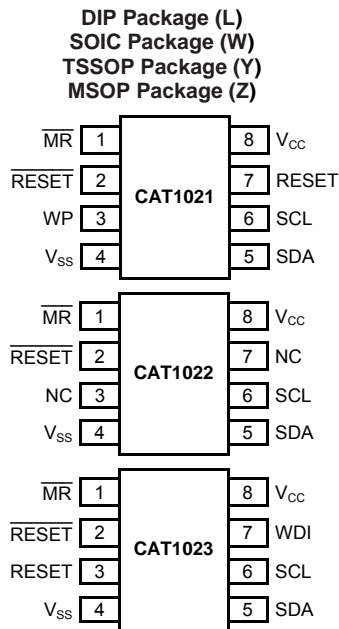 DIP Package (L)
SOIC Package (W)
TSSOP Package (Y)
MSOP Package (Z)
MR 1 8 VCC
RESET 2 7 RESET
CAT1021
WP 3 6 SCL
VSS 4 5 SDA
MR 1 8 VCC
RESET 2 7 NC
CAT1022
NC 3 6 SCL
VSS 4 5 SDA
MR 1 8 VCC
RESET 2 7 WDI
CAT1023
RESET 3 6 SCL
VSS 4 5 SDA